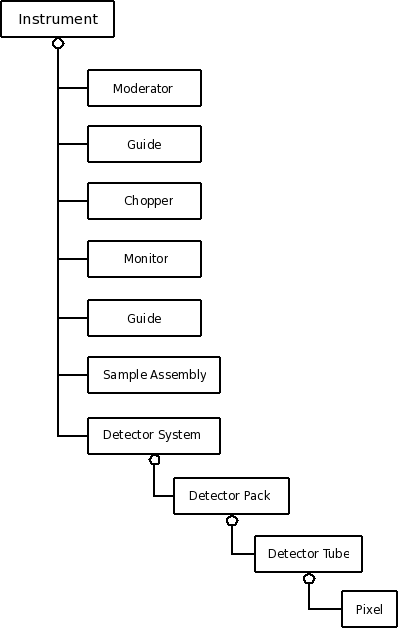 Instrument
Moderator
Guide
Chopper
Monitor
Guide
Sample Assembly
Detector System
Detector Pack
Detector Tube
Pixel